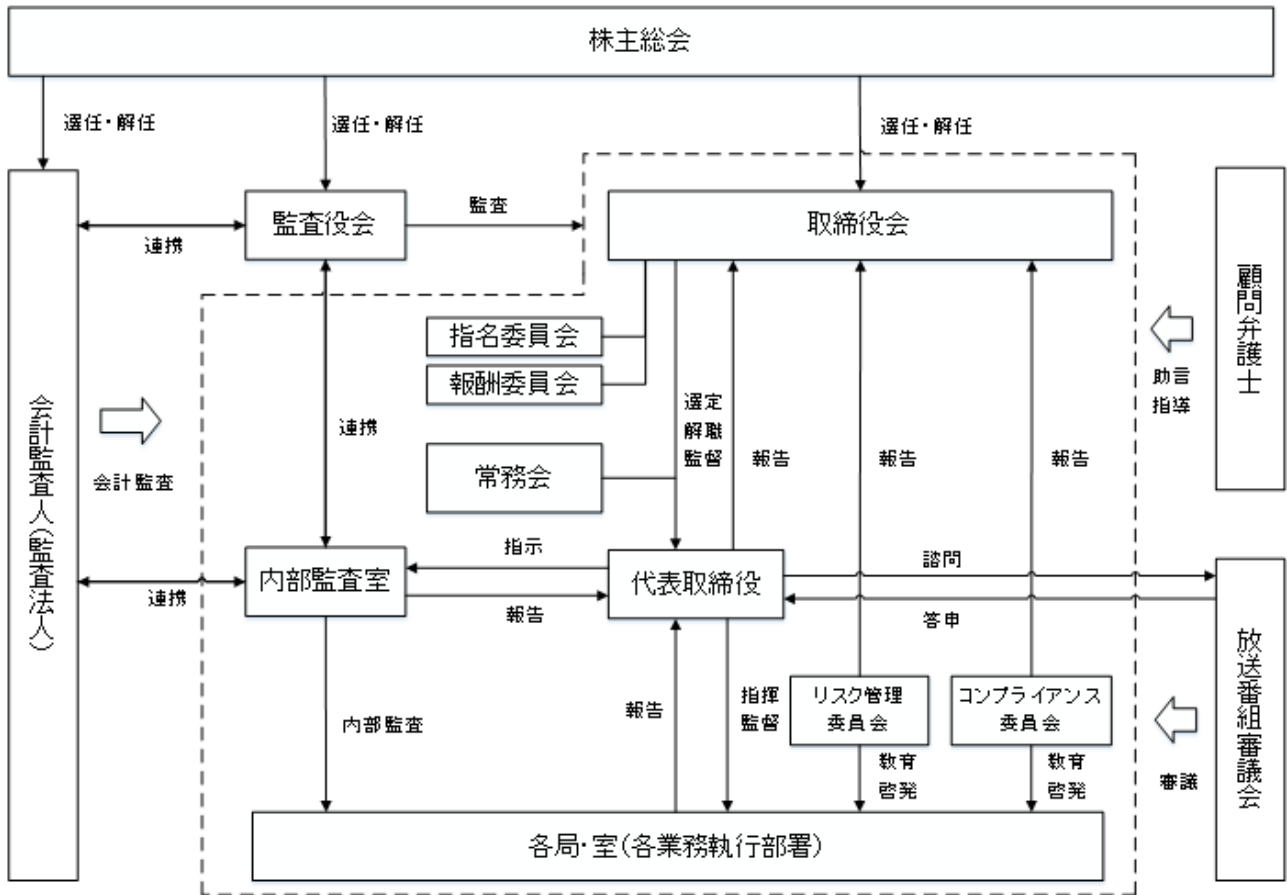 株主総会
選任・解任
選任・解任
選任・解任
監査役会
監査
取締役会
連携
顧問弁護士
指名委員会
報酬委員会
助言
指導
会計監査人(監査法人)
会計監査
連携
選定
解職
監督
報告
報告
報告
常務会
指示
内部監査室
代表取締役
諮問
連携
報告
答申
放送番組審議会
内部監査
報告
指揮
監督
リスク管理
委員会
コンプライアンス
委員会
教育
啓発
教育
啓発
審議
各局・室(各業務執行部署)